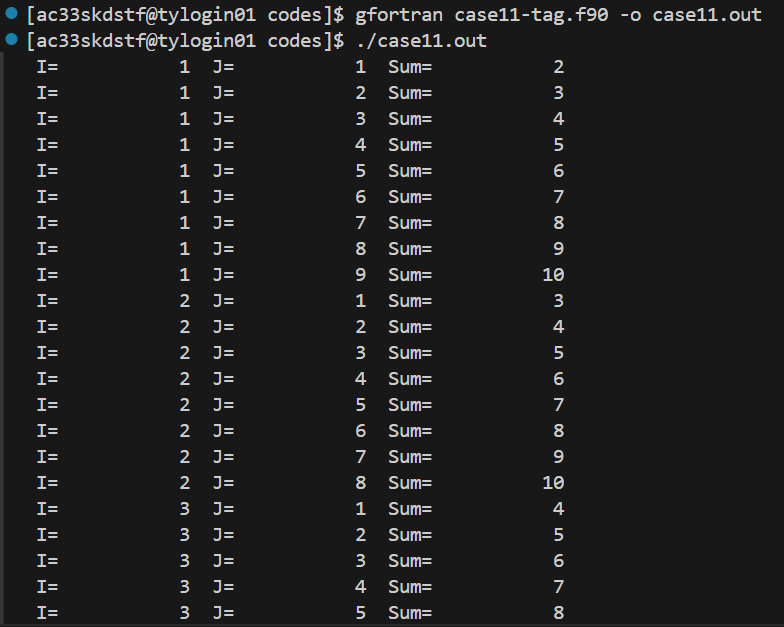 [ac33skdstf@tylogin01 codes]$ gfortran case11-tag.f90 -o case11.out
[ac33skdstf@tylogin01 codes]$ ./case11.out
I=           1  J=           1  Sum=           2
I=           1  J=           2  Sum=           3
I=           1  J=           3  Sum=           4
I=           1  J=           4  Sum=           5
I=           1  J=           5  Sum=           6
I=           1  J=           6  Sum=           7
I=           1  J=           7  Sum=           8
I=           1  J=           8  Sum=           9
I=           1  J=           9  Sum=          10
I=           2  J=           1  Sum=           3
I=           2  J=           2  Sum=           4
I=           2  J=           3  Sum=           5
I=           2  J=           4  Sum=           6
I=           2  J=           5  Sum=           7
I=           2  J=           6  Sum=           8
I=           2  J=           7  Sum=           9
I=           2  J=           8  Sum=          10
I=           3  J=           1  Sum=           4
I=           3  J=           2  Sum=           5
I=           3  J=           3  Sum=           6
I=           3  J=           4  Sum=           7
I=           3  J=           5  Sum=           8